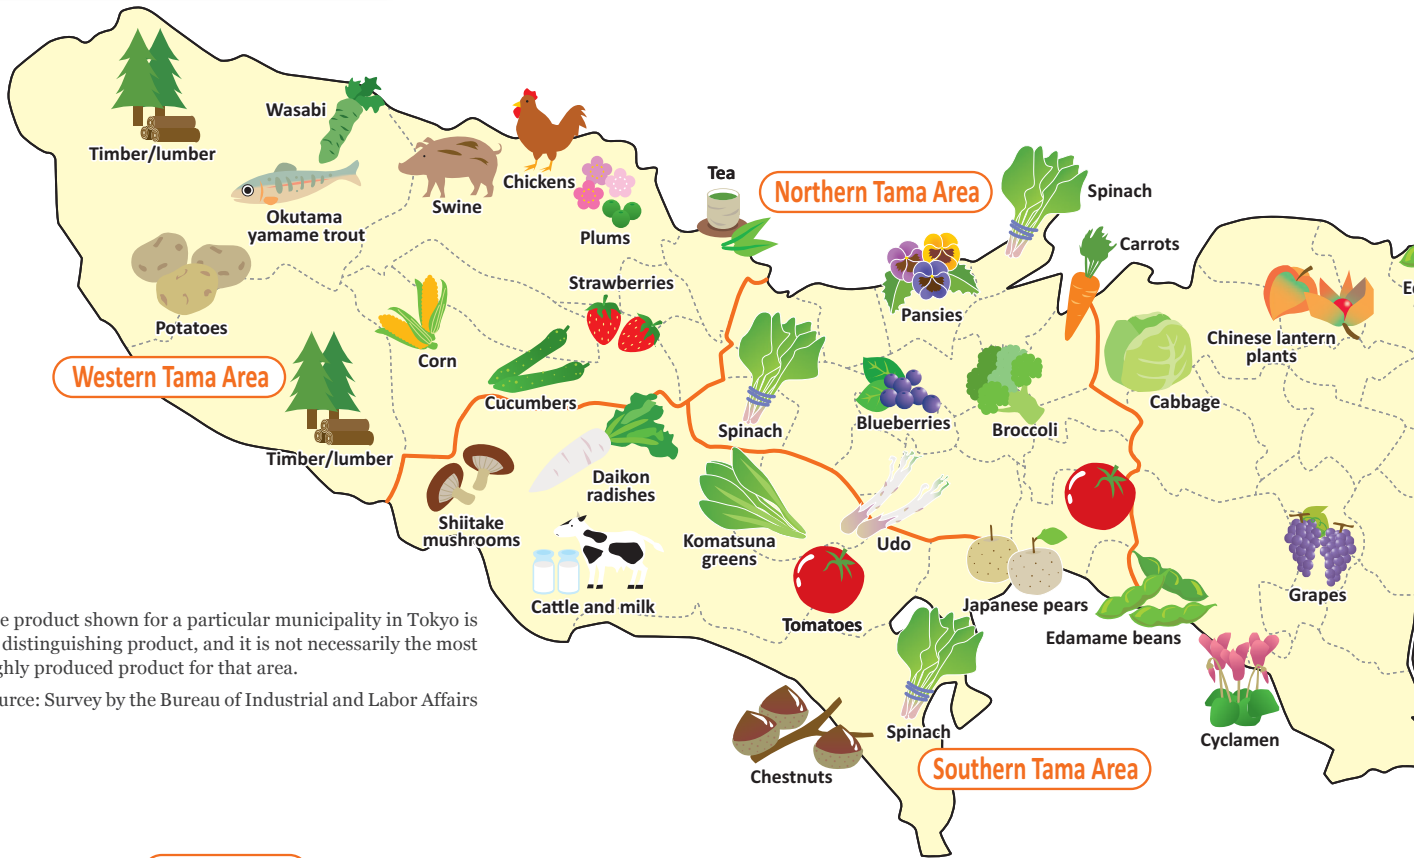 Timber/lumber
Wasabi
Okutama
yamame trout
Swine
Chickens
Plums
Tea
Northern Tama Area
Spinach
Carrots
Potatoes
Corn
Strawberries
Cucumbers
Pansies
Chinese lantern
plants
Western Tama Area
Timber/lumber
Spinach
Blueberries
Broccoli
Cabbage
Shiitake
mushrooms
Daikon
radishes
Komatsuna
greens
Udo
Cattle and milk
Tomatoes
Japanese pears
Edamame beans
Grapes
e product shown for a particular municipality in Tokyo is
distinguishing product, and it is not necessarily the most
ghly produced product for that area.
urce: Survey by the Bureau of Industrial and Labor Affairs
Spinach
Chestnuts
Cyclamen
Southern Tama Area